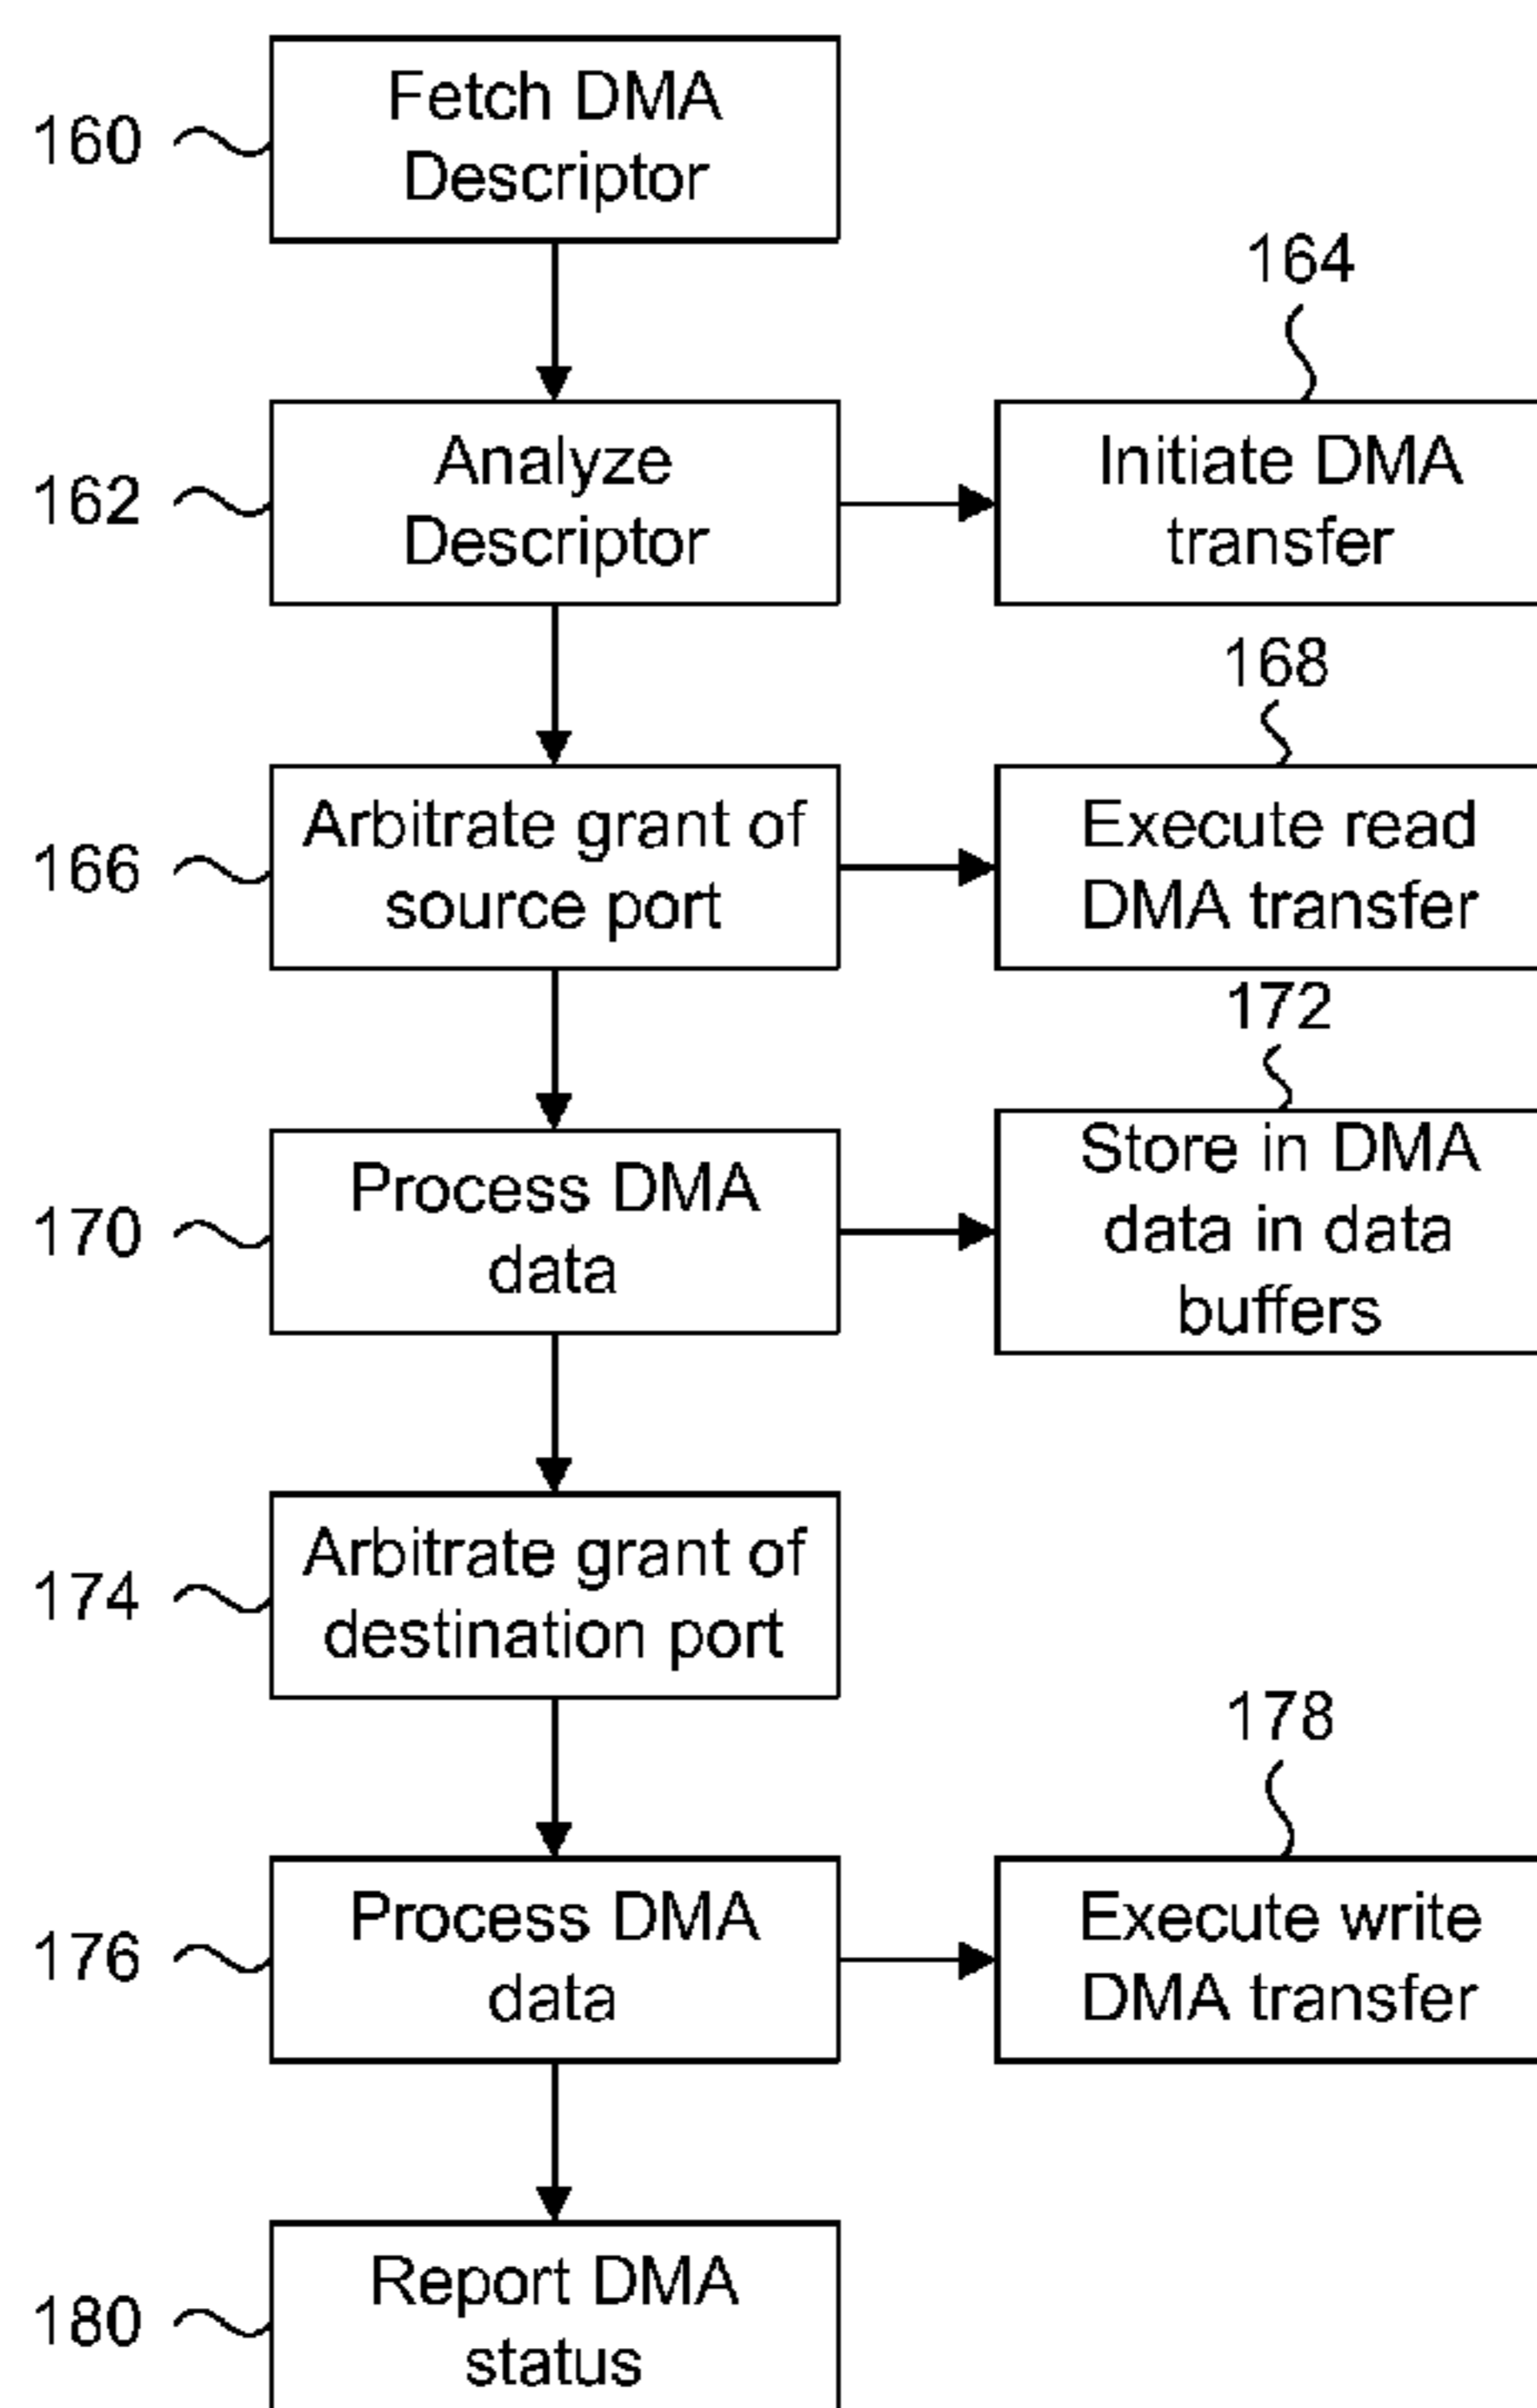 160
Fetch DMA
Descriptor
164
162
Analyze
Descriptor
Initiate DMA
transfer
168
166
Arbitrate grant of
source port
Execute read
DMA transfer
172
170
Process DMA
data
Store in DMA
data in data
buffers
174
Arbitrate grant of
destination port
178
176
Process DMA
data
Execute write
DMA transfer
180
Report DMA
status